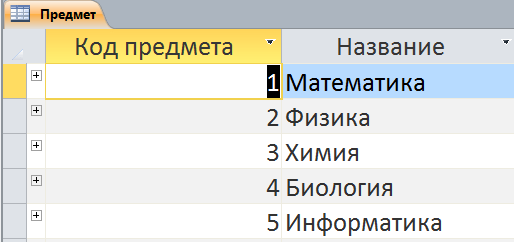 Предмет
Код предмета Название
1 Математика
2 Физика
3 Химия
4 Биология
5 Информатика